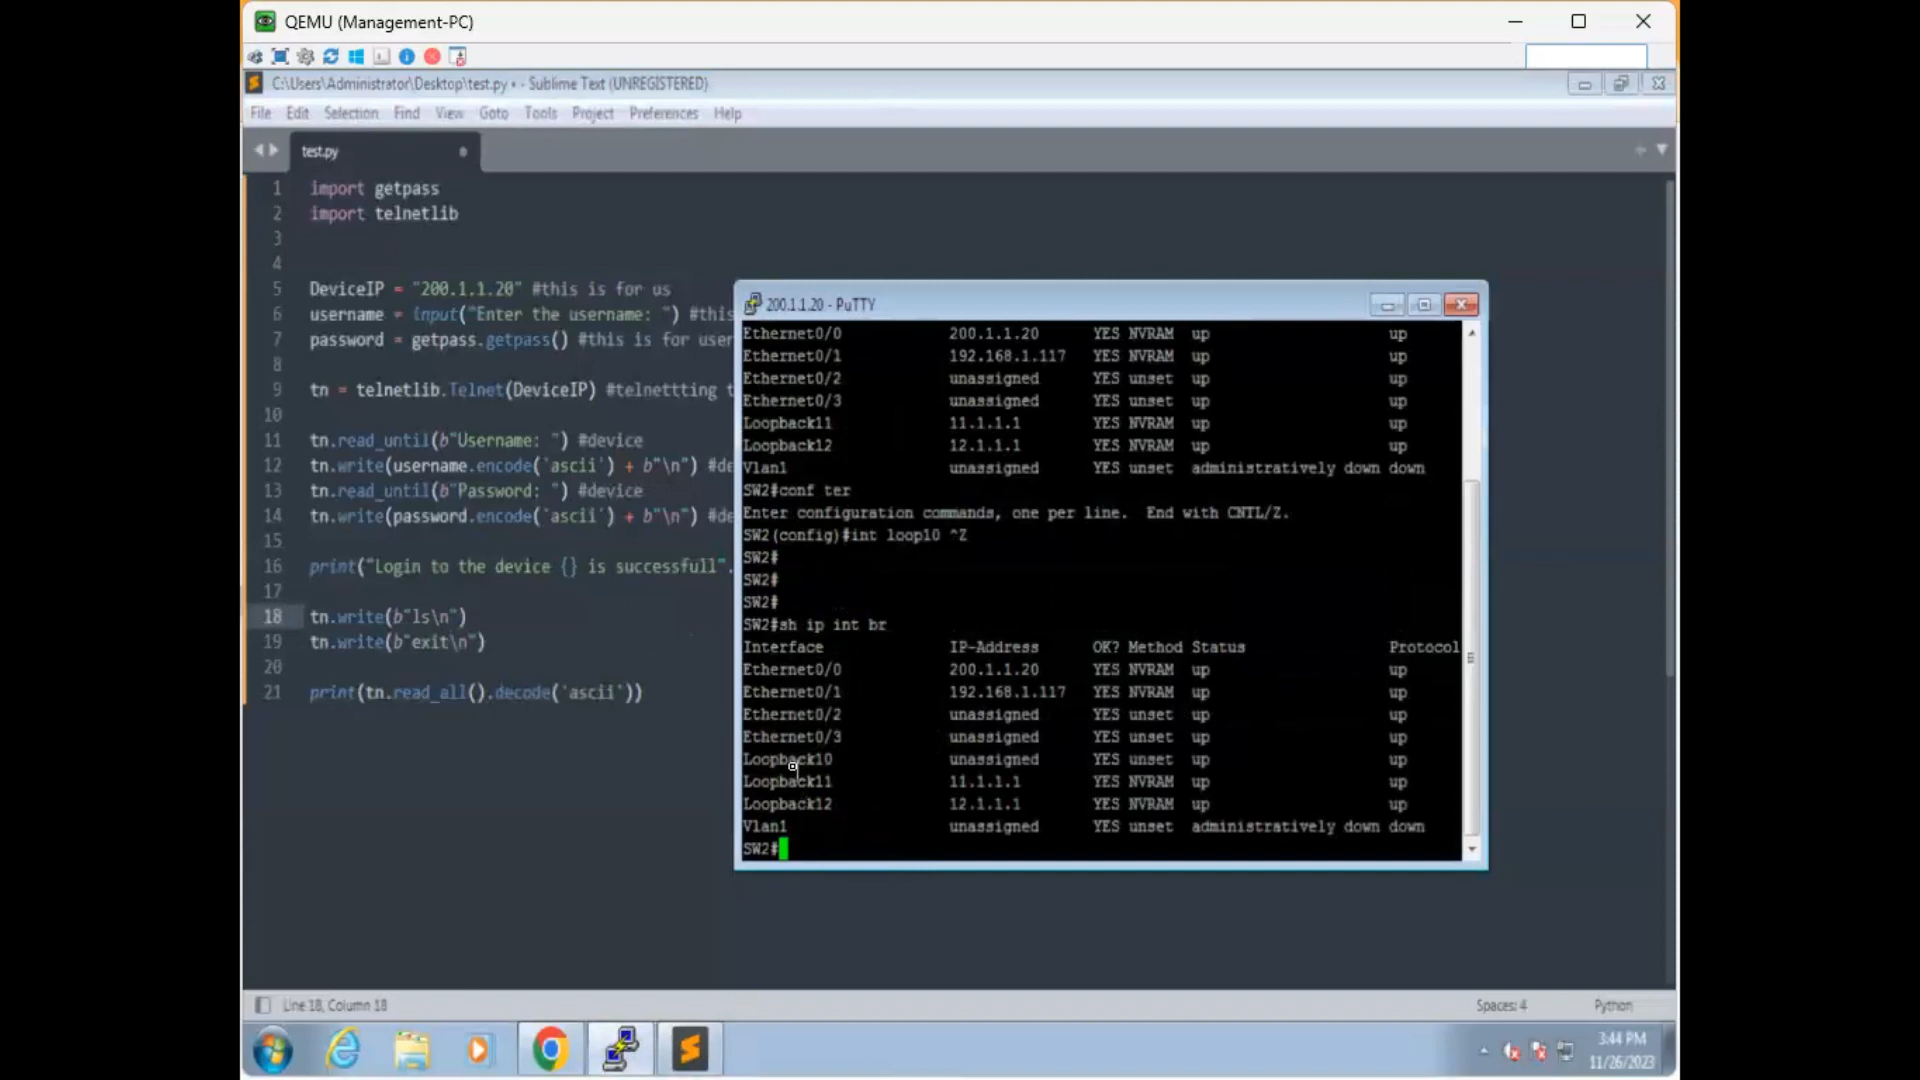 QEMU (Management-PC)
C:\Users\Administrator\Desktop\test.py • - Sublime Text (UNREGISTERED)
File Edit Selection Find View Goto Tools Project Preferences Help
test.py
1 import getpass
2 import telnetlib
3
4
5 DeviceIP = "200.1.1.20" #this is for us
6 username = input("Enter the username: ") #this
7 password = getpass.getpass() #this is for user
8
9 tn = telnetlib.Telnet(DeviceIP) #telnettting t
10
11 tn.read_until(b"Username: ") #device
12 tn.write(username.encode('ascii') + b"\n") #de
13 tn.read_until(b"Password: ") #device
14 tn.write(password.encode('ascii') + b"\n") #de
15
16 print("Login to the device {} is successfull".
17
18 tn.write(b"ls\n")
19 tn.write(b"exit\n")
20
21 print(tn.read_all().decode('ascii'))
200.1.1.20 - PuTTY
Ethernet0/0 200.1.1.20 YES NVRAM up up
Ethernet0/1 192.168.1.117 YES NVRAM up up
Ethernet0/2 unassigned YES unset up up
Ethernet0/3 unassigned YES unset up up
Loopback11 11.1.1.1 YES NVRAM up up
Loopback12 12.1.1.1 YES NVRAM up up
Vlan1 unassigned YES unset administratively down down
SW2#conf ter
Enter configuration commands, one per line. End with CNTL/Z.
SW2(config)#int loop10 ^Z
SW2#
SW2#
SW2#
SW2#sh ip int br
Interface IP-Address OK? Method Status Protocol
Ethernet0/0 200.1.1.20 YES NVRAM up up
Ethernet0/1 192.168.1.117 YES NVRAM up up
Ethernet0/2 unassigned YES unset up up
Ethernet0/3 unassigned YES unset up up
Loopback10 unassigned YES unset up up
Loopback11 11.1.1.1 YES NVRAM up up
Loopback12 12.1.1.1 YES NVRAM up up
Vlan1 unassigned YES unset administratively down down
SW2#
Line 18, Column 18 Spaces: 4 Python
3:44 PM
11/26/2023